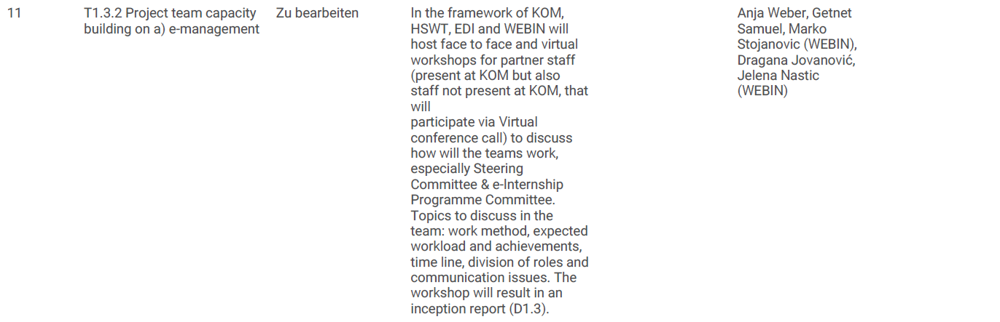 11
T1.3.2 Project team capacity
building on a) e-management
Zu bearbeiten
In the framework of KOM,
HSWT, EDI and WEBIN will
host face to face and virtual
workshops for partner staff
(present at KOM but also
staff not present at KOM, that
will
participate via Virtual
conference call) to discuss
how will the teams work,
especially Steering
Committee & e-Internship
Programme Committee.
Topics to discuss in the
team: work method, expected
workload and achievements,
time line, division of roles and
communication issues. The
workshop will result in an
inception report (D1.3).
Anja Weber, Getnet
Samuel, Marko
Stojanovic (WEBIN),
Dragana Jovanović,
Jelena Nastic
(WEBIN)